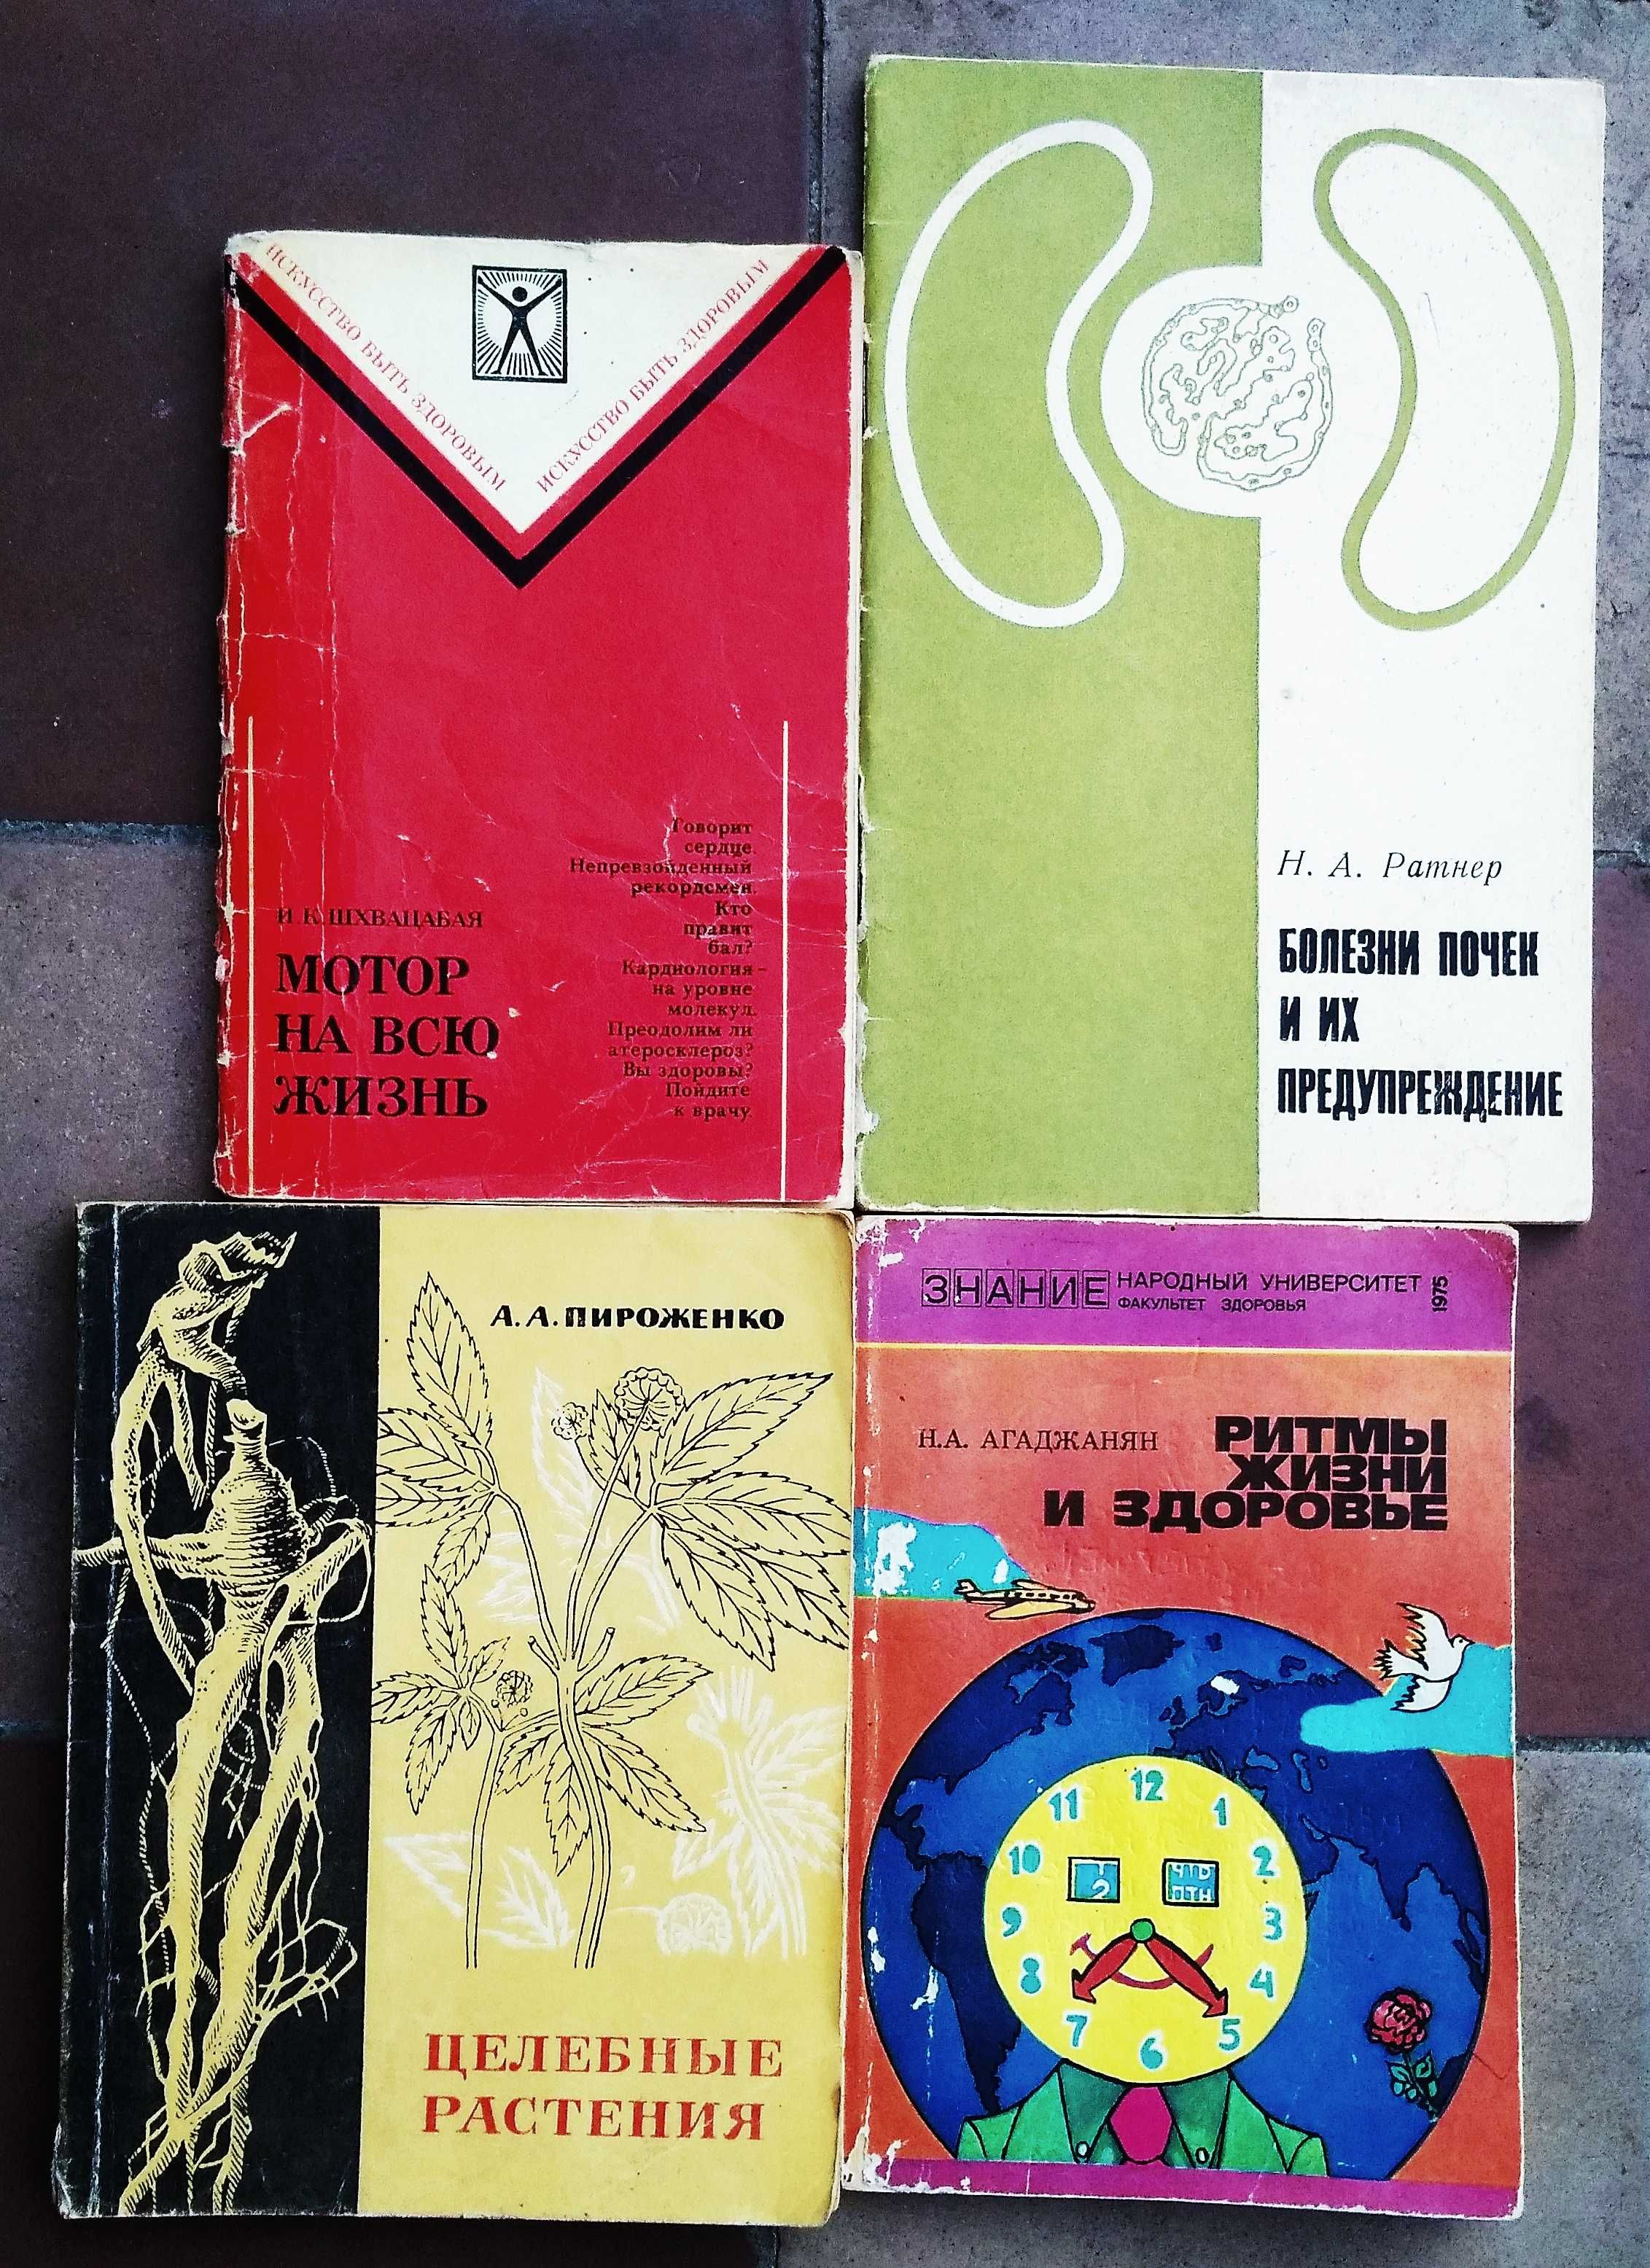 ИСКУССТВО БЫТЬ ЗДОРОВЫМ
ИСКУССТВО БЫТЬ ЗДОРОВЫМ
Говорит
сердце.
Непревзойденный
рекордсмен.
Кто
правит
бал?
Кардиология –
на уровне
молекул.
Преодолим ли
атеросклероз?
Вы здоровы?
Пойдите
к врачу.
И К ШХВАЦАБАЯ
МОТОР
НА ВСЮ
ЖИЗНЬ
Н. А. Ратнер
БОЛЕЗНИ ПОЧЕК
И ИХ
ПРЕДУПРЕЖДЕНИЕ
А. А. ПИРОЖЕНКО
ЦЕЛЕБНЫЕ
РАСТЕНИЯ
ЗНАНИЕ НАРОДНЫЙ УНИВЕРСИТЕТ
ФАКУЛЬТЕТ ЗДОРОВЬЯ
1975
Н.А. АГАДЖАНЯН
РИТМЫ
ЖИЗНИ
И ЗДОРОВЬЕ
12
11 1
10 2
9 3
8 4
7 5
6